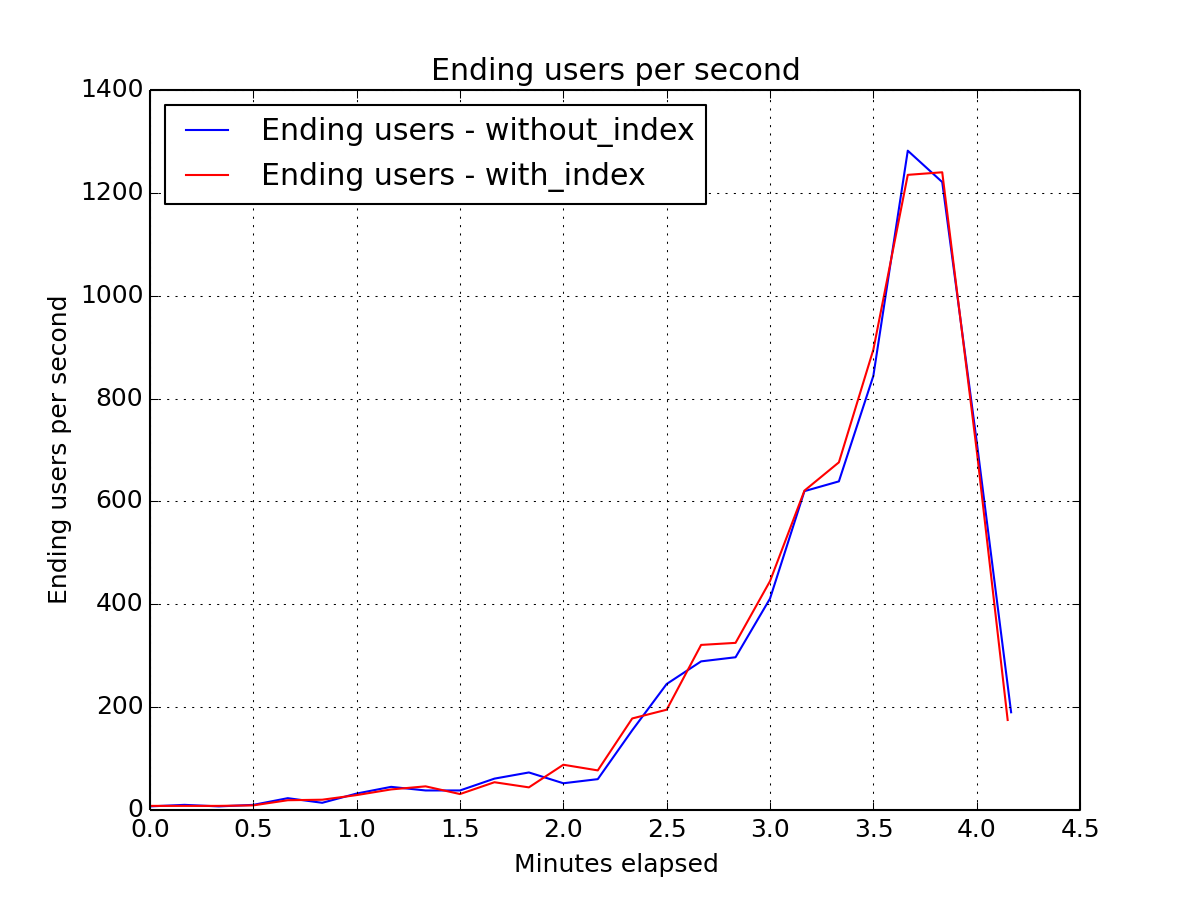 Ending users per second
1400
1200
1000
800
600
400
200
0
Ending users per second
Ending users - without_index
Ending users - with_index
0.0 0.5 1.0 1.5 2.0 2.5 3.0 3.5 4.0 4.5
Minutes elapsed